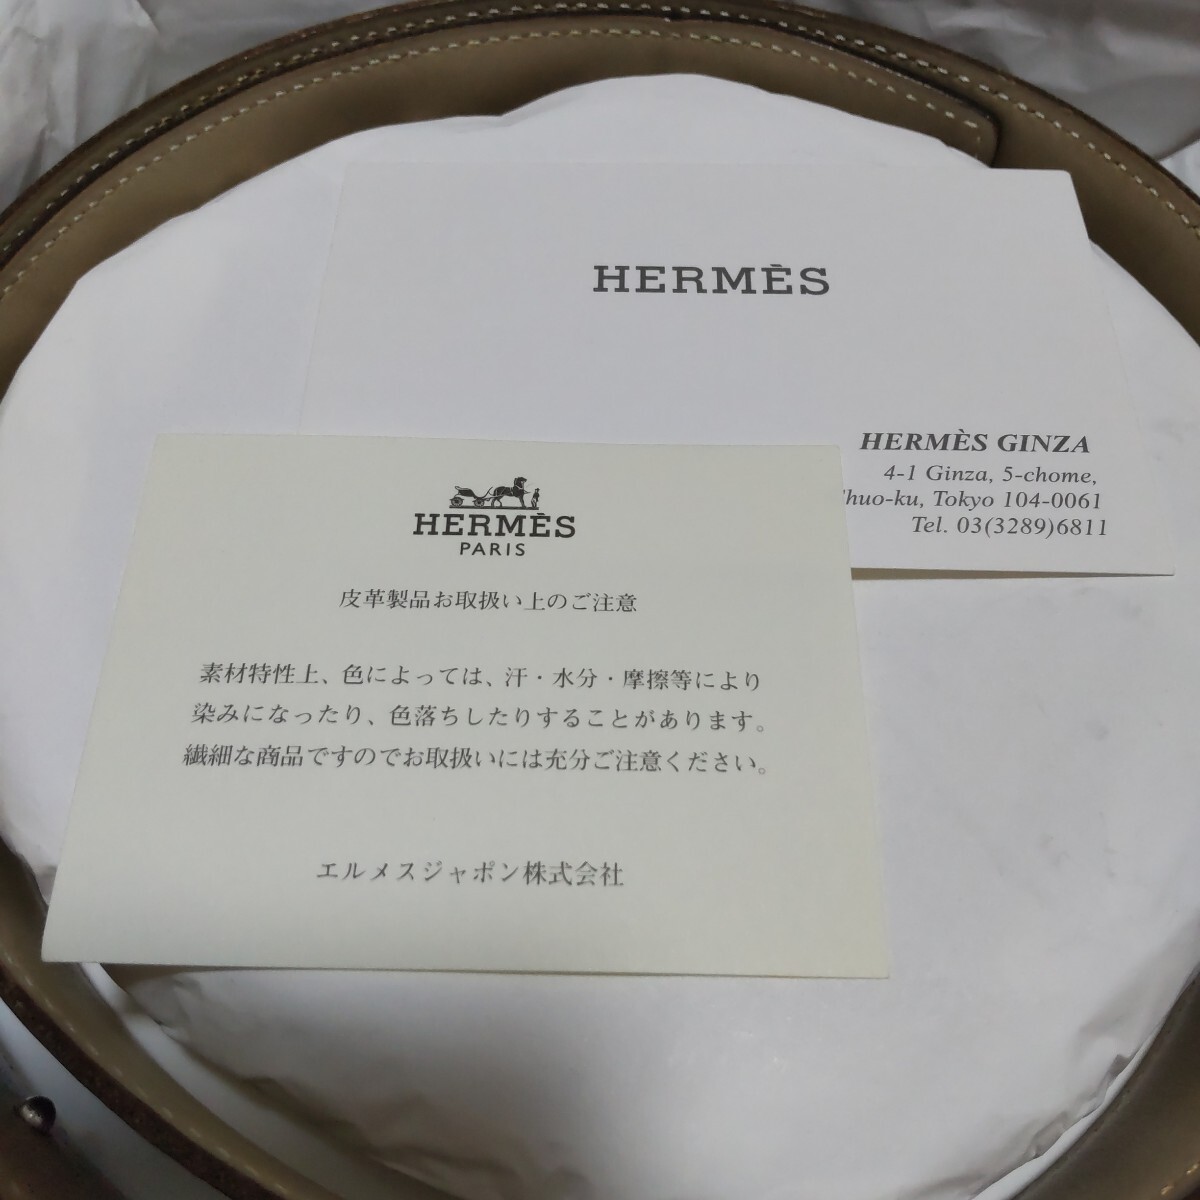 HERMÈS
HERMÈS GINZA
4-1 Ginza, 5-chome,
Tokyo 104-0061
Tel. 03(3289)6811
HERMÈS
PARIS
皮革製品お取扱い上のご注意
素材特性上、色によっては、汗・水分・摩擦等により
染みになったり、色落ちしたりすることがあります。
繊細な商品ですのでお取扱いには充分ご注意ください。
エルメスジャポン株式会社